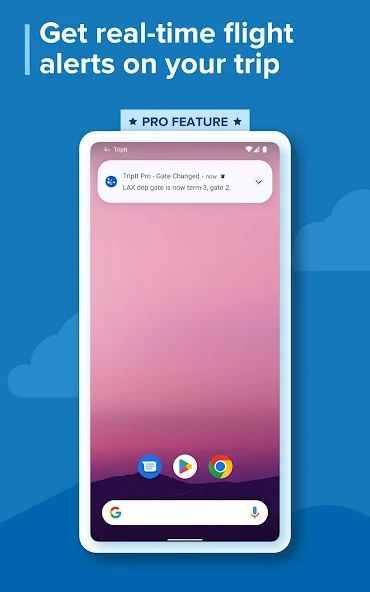 Get real-time flight
alerts on your trip
★ PRO FEATURE ★
TripIt
TripIt Pro - Gate Changed • now
LAX dep gate is now term 3, gate 2.